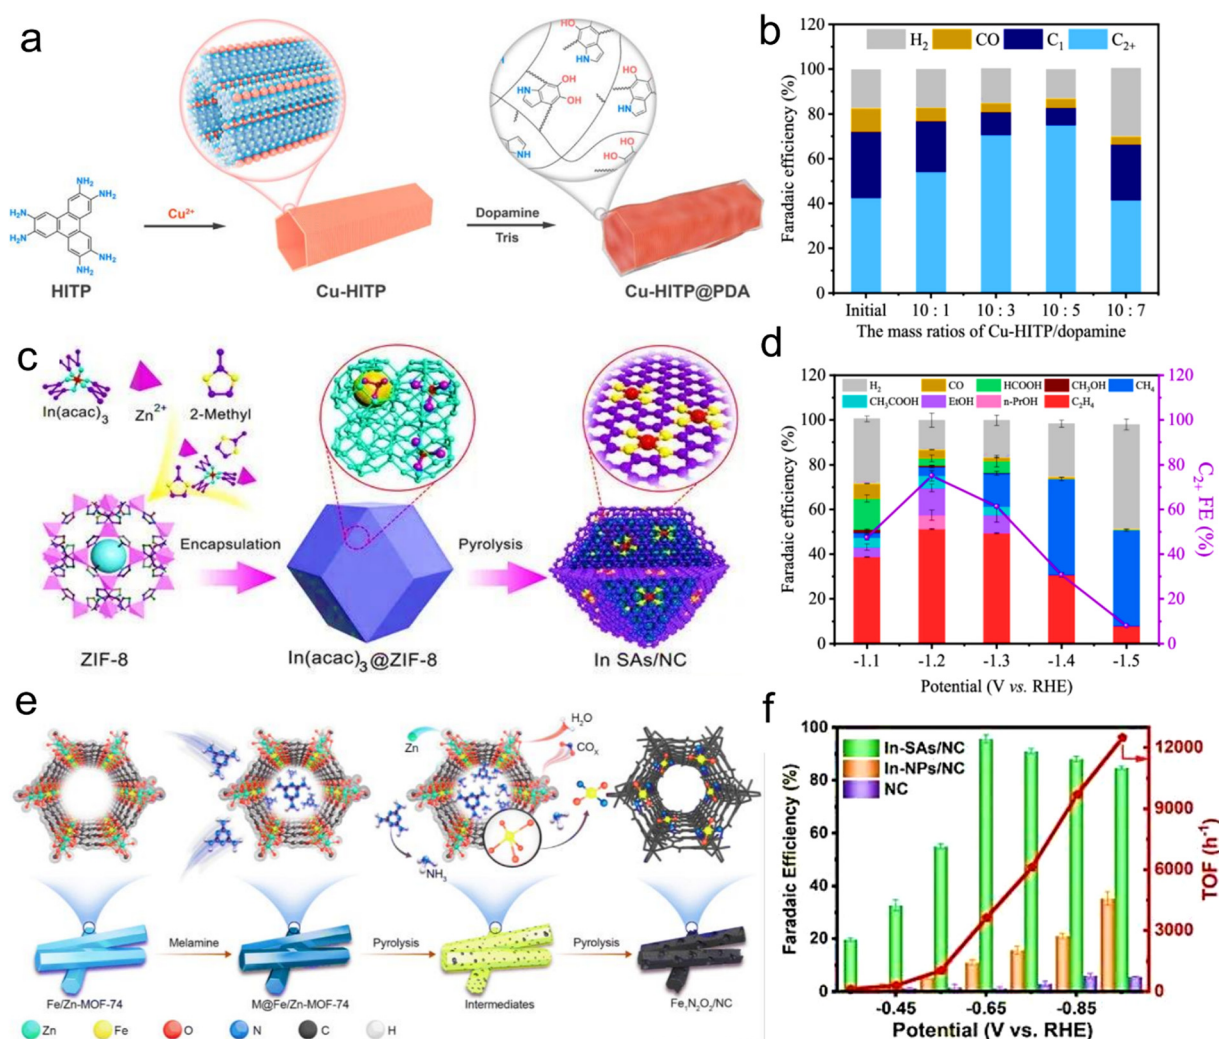 a
HITP
NH₂
NH₂
H₂N
H₂N
NH₂
NH₂
Cu²⁺
Cu-HITP
Dopamine
Tris
HO
HN
OH
OH
HN
HO
HN
NH
HO
Cu-HITP@PDA
b
H₂ CO C₁ C₂₊
Faradaic efficiency (%)
120
100
80
60
40
20
0
Initial 10 : 1 10 : 3 10 : 5 10 : 7
The mass ratios of Cu-HITP/dopamine
c
In(acac)₃
Zn²⁺
2-Methyl
ZIF-8
Encapsulation
In(acac)₃@ZIF-8
Pyrolysis
In SAs/NC
d
H₂ CO HCOOH CH₃OH CH₄
CH₃COOH EtOH n-PrOH C₂H₄
Faradaic efficiency (%)
120
100
80
60
40
20
0
C₂₊ FE (%)
120
100
80
60
40
20
0
-1.1 -1.2 -1.3 -1.4 -1.5
Potential (V vs. RHE)
e
Zn
H₂O
COₓ
NH₃
Fe/Zn-MOF-74
Melamine
M@Fe/Zn-MOF-74
Pyrolysis
Intermediates
Pyrolysis
Fe₁N₂O₂/NC
Zn Fe O N C H
f
In-SAs/NC
In-NPs/NC
NC
Faradaic Efficiency (%)
100
80
60
40
20
0
TOF (h⁻¹)
12000
9000
6000
3000
0
-0.45 -0.65 -0.85
Potential (V vs. RHE)